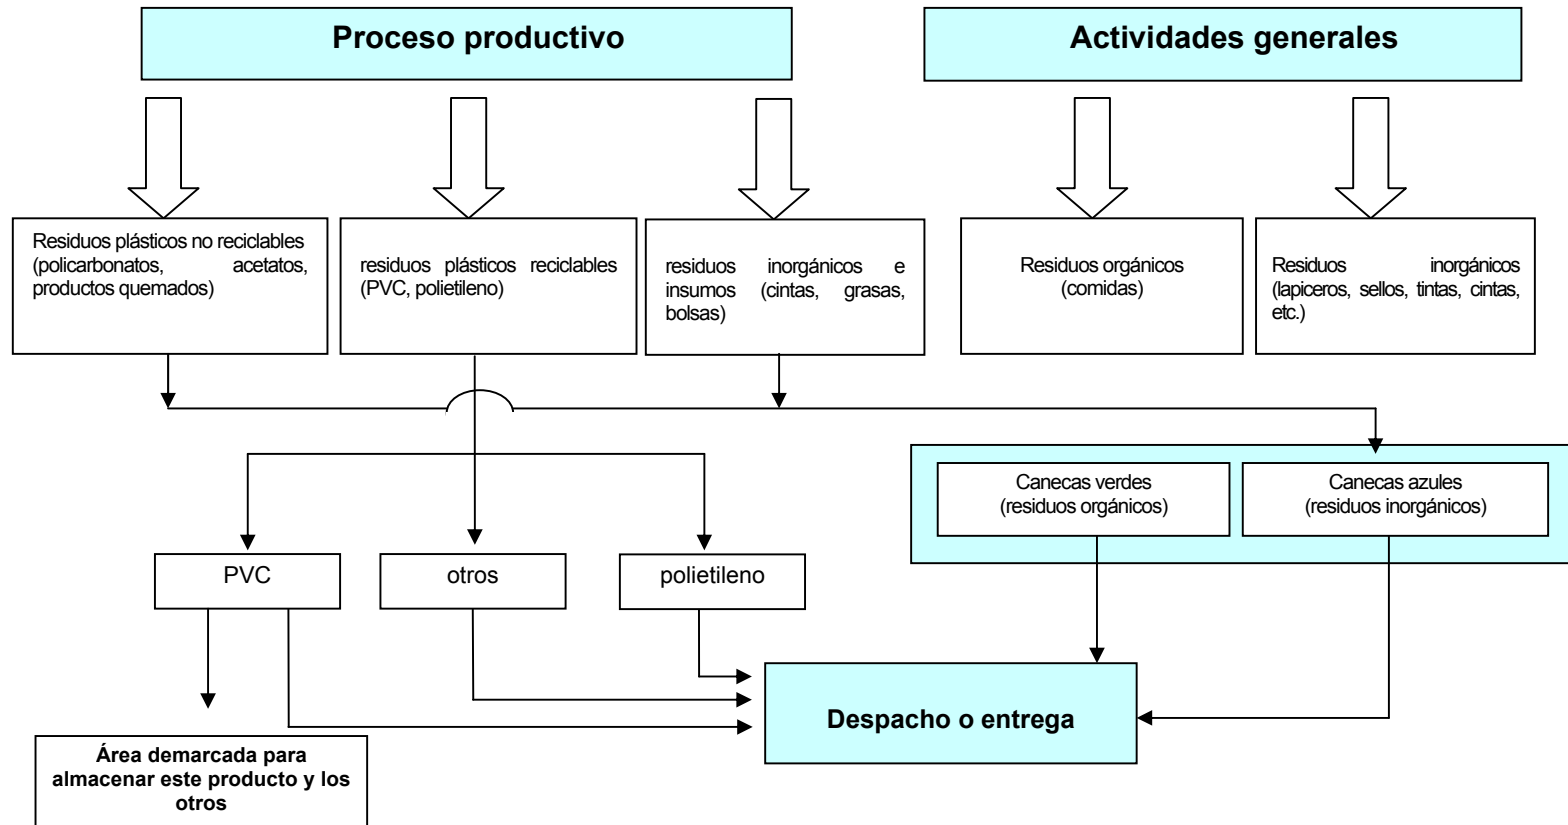 Proceso productivo
Actividades generales
Residuos plásticos no reciclables
(policarbonatos, acetatos,
productos quemados)
residuos plásticos reciclables
(PVC, polietileno)
residuos inorgánicos e
insumos (cintas, grasas,
bolsas)
Residuos orgánicos
(comidas)
Residuos inorgánicos
(lapiceros, sellos, tintas, cintas,
etc.)
Canecas verdes
(residuos orgánicos)
Canecas azules
(residuos inorgánicos)
PVC
otros
polietileno
Despacho o entrega
Área demarcada para
almacenar este producto y los
otros